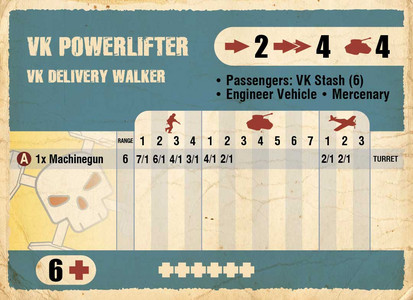 VK POWERLIFTER
2 4 4
VK DELIVERY WALKER
• Passengers: VK Stash (6)
• Engineer Vehicle • Mercenary
RANGE 1 2 3 4 1 2 3 4 5 6 7 1 2 3
A 1x Machinegun 6 7/1 6/1 4/1 3/1 4/1 2/1 2/1 2/1 TURRET
6